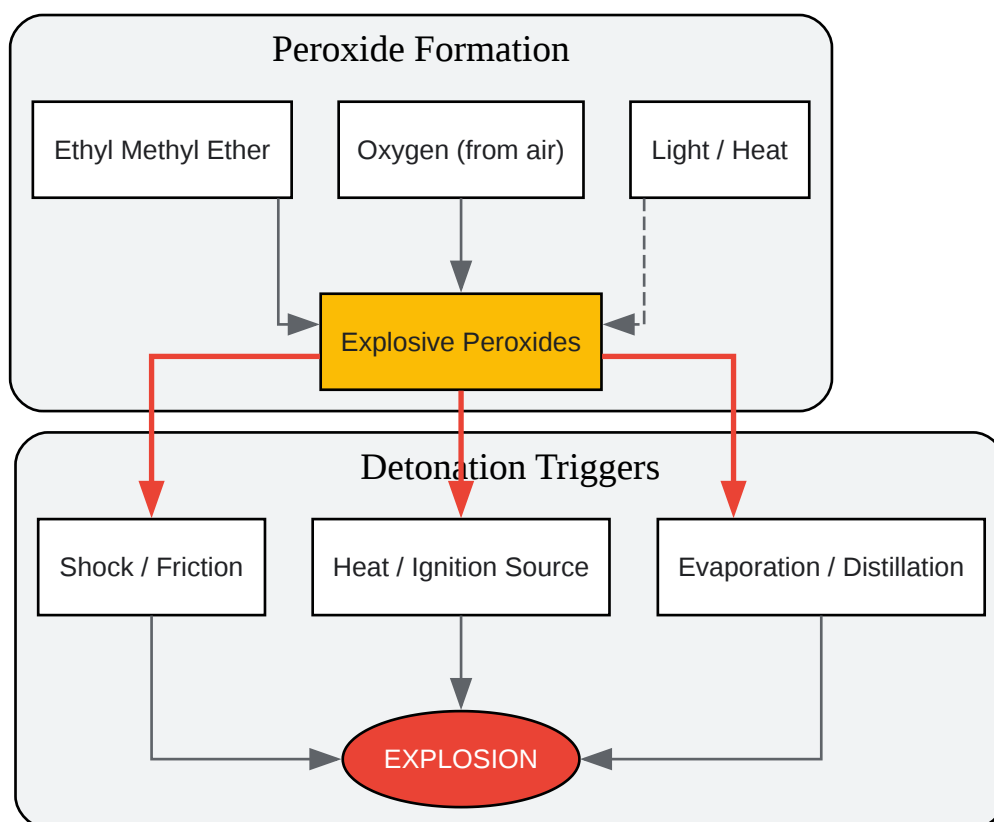 Peroxide Formation
Ethyl Methyl Ether
Oxygen (from air)
Light / Heat
Explosive Peroxides
Detonation Triggers
Shock / Friction
Heat / Ignition Source
Evaporation / Distillation
EXPLOSION